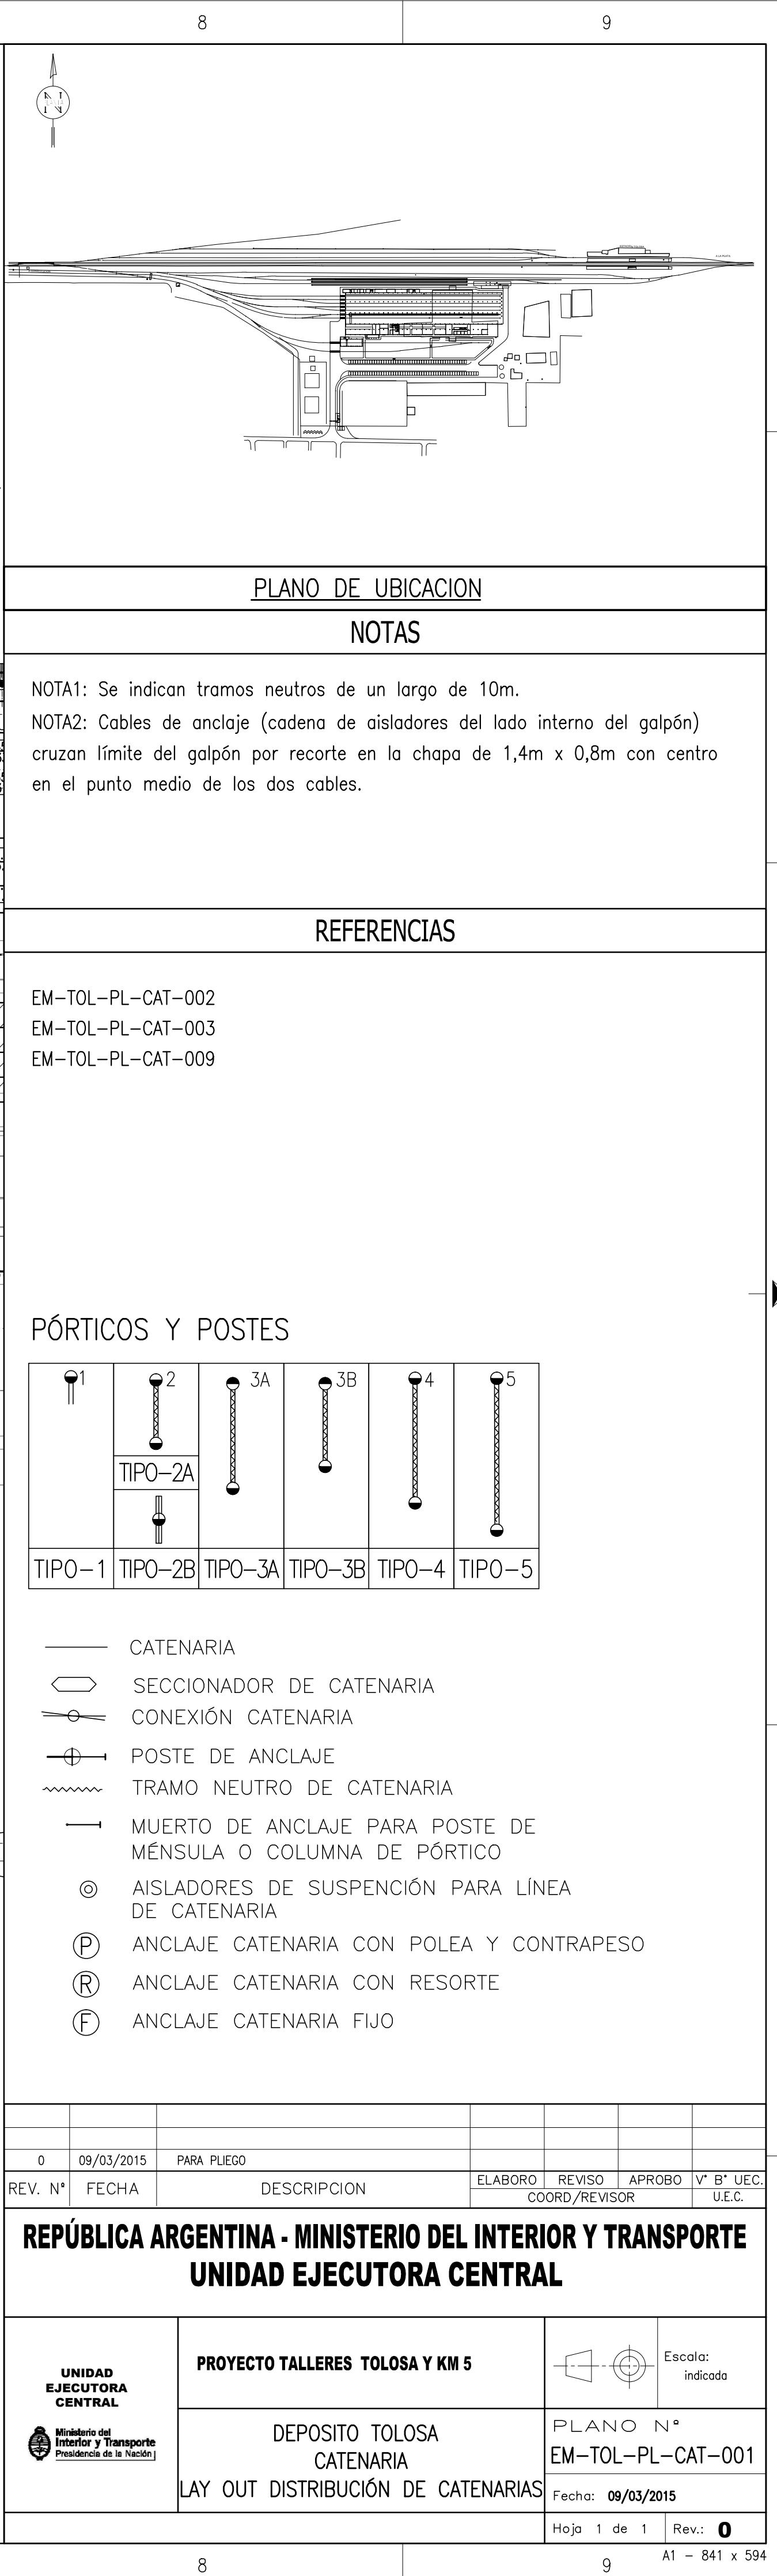 8 9
N
PLANO DE UBICACION
NOTAS
NOTA1: Se indican tramos neutros de un largo de 10m.
NOTA2: Cables de anclaje (cadena de aisladores del lado interno del galpón)
cruzan límite del galpón por recorte en la chapa de 1,4m x 0,8m con centro
en el punto medio de los dos cables.
REFERENCIAS
EM-TOL-PL-CAT-002
EM-TOL-PL-CAT-003
EM-TOL-PL-CAT-009
PÓRTICOS Y POSTES
1 2 3A 3B 4 5
TIPO-2A
TIPO-1 TIPO-2B TIPO-3A TIPO-3B TIPO-4 TIPO-5
CATENARIA
SECCIONADOR DE CATENARIA
CONEXIÓN CATENARIA
POSTE DE ANCLAJE
TRAMO NEUTRO DE CATENARIA
MUERTO DE ANCLAJE PARA POSTE DE
MÉNSULA O COLUMNA DE PÓRTICO
AISLADORES DE SUSPENCIÓN PARA LÍNEA
DE CATENARIA
P ANCLAJE CATENARIA CON POLEA Y CONTRAPESO
R ANCLAJE CATENARIA CON RESORTE
F ANCLAJE CATENARIA FIJO
0 09/03/2015 PARA PLIEGO
REV. Nº FECHA DESCRIPCION ELABORO REVISO APROBO V° B° UEC.
COORD/REVISOR U.E.C.
REPÚBLICA ARGENTINA - MINISTERIO DEL INTERIOR Y TRANSPORTE
UNIDAD EJECUTORA CENTRAL
UNIDAD
EJECUTORA
CENTRAL
Ministerio del
Interior y Transporte
Presidencia de la Nación
PROYECTO TALLERES TOLOSA Y KM 5
DEPOSITO TOLOSA
CATENARIA
LAY OUT DISTRIBUCIÓN DE CATENARIAS
Escala:
indicada
PLANO Nº
EM-TOL-PL-CAT-001
Fecha: 09/03/2015
Hoja 1 de 1 Rev.: 0
8 9 A1 - 841 x 594